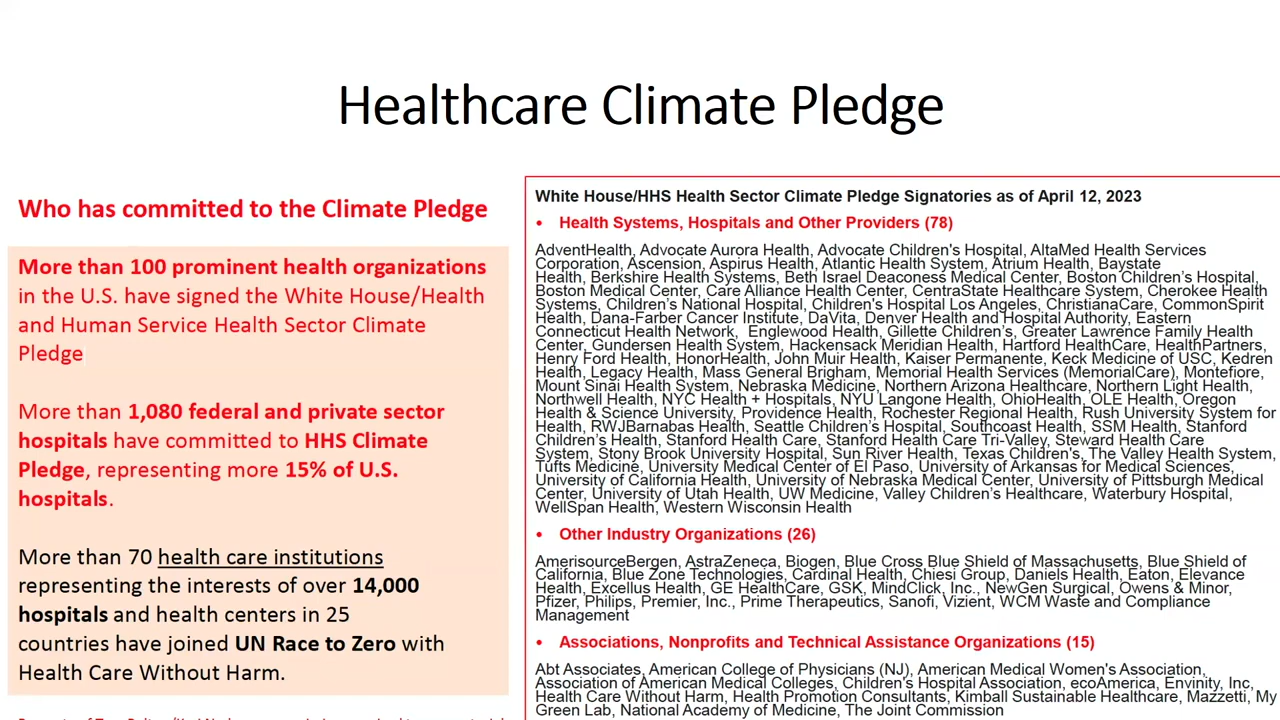 Healthcare Climate Pledge
Who has committed to the Climate Pledge
More than 100 prominent health organizations
in the U.S. have signed the White House/Health
and Human Service Health Sector Climate
Pledge
More than 1,080 federal and private sector
hospitals have committed to HHS Climate
Pledge, representing more 15% of U.S.
hospitals.
More than 70 health care institutions
representing the interests of over 14,000
hospitals and health centers in 25
countries have joined UN Race to Zero with
Health Care Without Harm.
White House/HHS Health Sector Climate Pledge Signatories as of April 12, 2023
• Health Systems, Hospitals and Other Providers (78)
AdventHealth, Advocate Aurora Health, Advocate Children's Hospital, AltaMed Health Services
Corporation, Ascension, Aspirus Health, Atlantic Health System, Atrium Health, Baystate
Health, Berkshire Health Systems, Beth Israel Deaconess Medical Center, Boston Children’s Hospital,
Boston Medical Center, Care Alliance Health Center, CentraState Healthcare System, Cherokee Health
Systems, Children’s National Hospital, Children's Hospital Los Angeles, ChristianaCare, CommonSpirit
Health, Dana-Farber Cancer Institute, DaVita, Denver Health and Hospital Authority, Eastern
Connecticut Health Network, Englewood Health, Gillette Children’s, Greater Lawrence Family Health
Center, Gundersen Health System, Hackensack Meridian Health, Hartford HealthCare, HealthPartners,
Henry Ford Health, HonorHealth, John Muir Health, Kaiser Permanente, Keck Medicine of USC, Kedren
Health, Legacy Health, Mass General Brigham, Memorial Health Services (MemorialCare), Montefiore,
Mount Sinai Health System, Nebraska Medicine, Northern Arizona Healthcare, Northern Light Health,
Northwell Health, NYC Health + Hospitals, NYU Langone Health, OhioHealth, OLE Health, Oregon
Health & Science University, Providence Health, Rochester Regional Health, Rush University System for
Health, RWJBarnabas Health, Seattle Children’s Hospital, Southcoast Health, SSM Health, Stanford
Children’s Health, Stanford Health Care, Stanford Health Care Tri-Valley, Steward Health Care
System, Stony Brook University Hospital, Sun River Health, Texas Children's, The Valley Health System,
Tufts Medicine, University Medical Center of El Paso, University of Arkansas for Medical Sciences,
University of California Health, University of Nebraska Medical Center, University of Pittsburgh Medical
Center, University of Utah Health, UW Medicine, Valley Children’s Healthcare, Waterbury Hospital,
WellSpan Health, Western Wisconsin Health
• Other Industry Organizations (26)
AmerisourceBergen, AstraZeneca, Biogen, Blue Cross Blue Shield of Massachusetts, Blue Shield of
California, Blue Zone Technologies, Cardinal Health, Chiesi Group, Daniels Health, Eaton, Elevance
Health, Excellus Health, GE HealthCare, GSK, MindClick, Inc., NewGen Surgical, Owens & Minor,
Pfizer, Philips, Premier, Inc., Prime Therapeutics, Sanofi, Vizient, WCM Waste and Compliance
Management
• Associations, Nonprofits and Technical Assistance Organizations (15)
Abt Associates, American College of Physicians (NJ), American Medical Women's Association,
Association of American Medical Colleges, Children's Hospital Association, ecoAmerica, Envinity, Inc,
Health Care Without Harm, Health Promotion Consultants, Kimball Sustainable Healthcare, Mazzetti, My
Green Lab, National Academy of Medicine, The Joint Commission